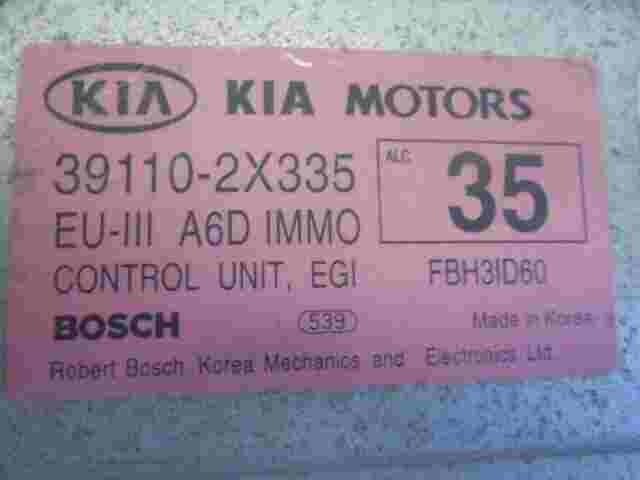 KIA KIA MOTORS
39110-2X335
ALC 35
EU-III A6D IMMO
CONTROL UNIT, EGI FBH3ID60
BOSCH 539 Made in Korea
Robert Bosch Korea Mechanics and Electronics Ltd.